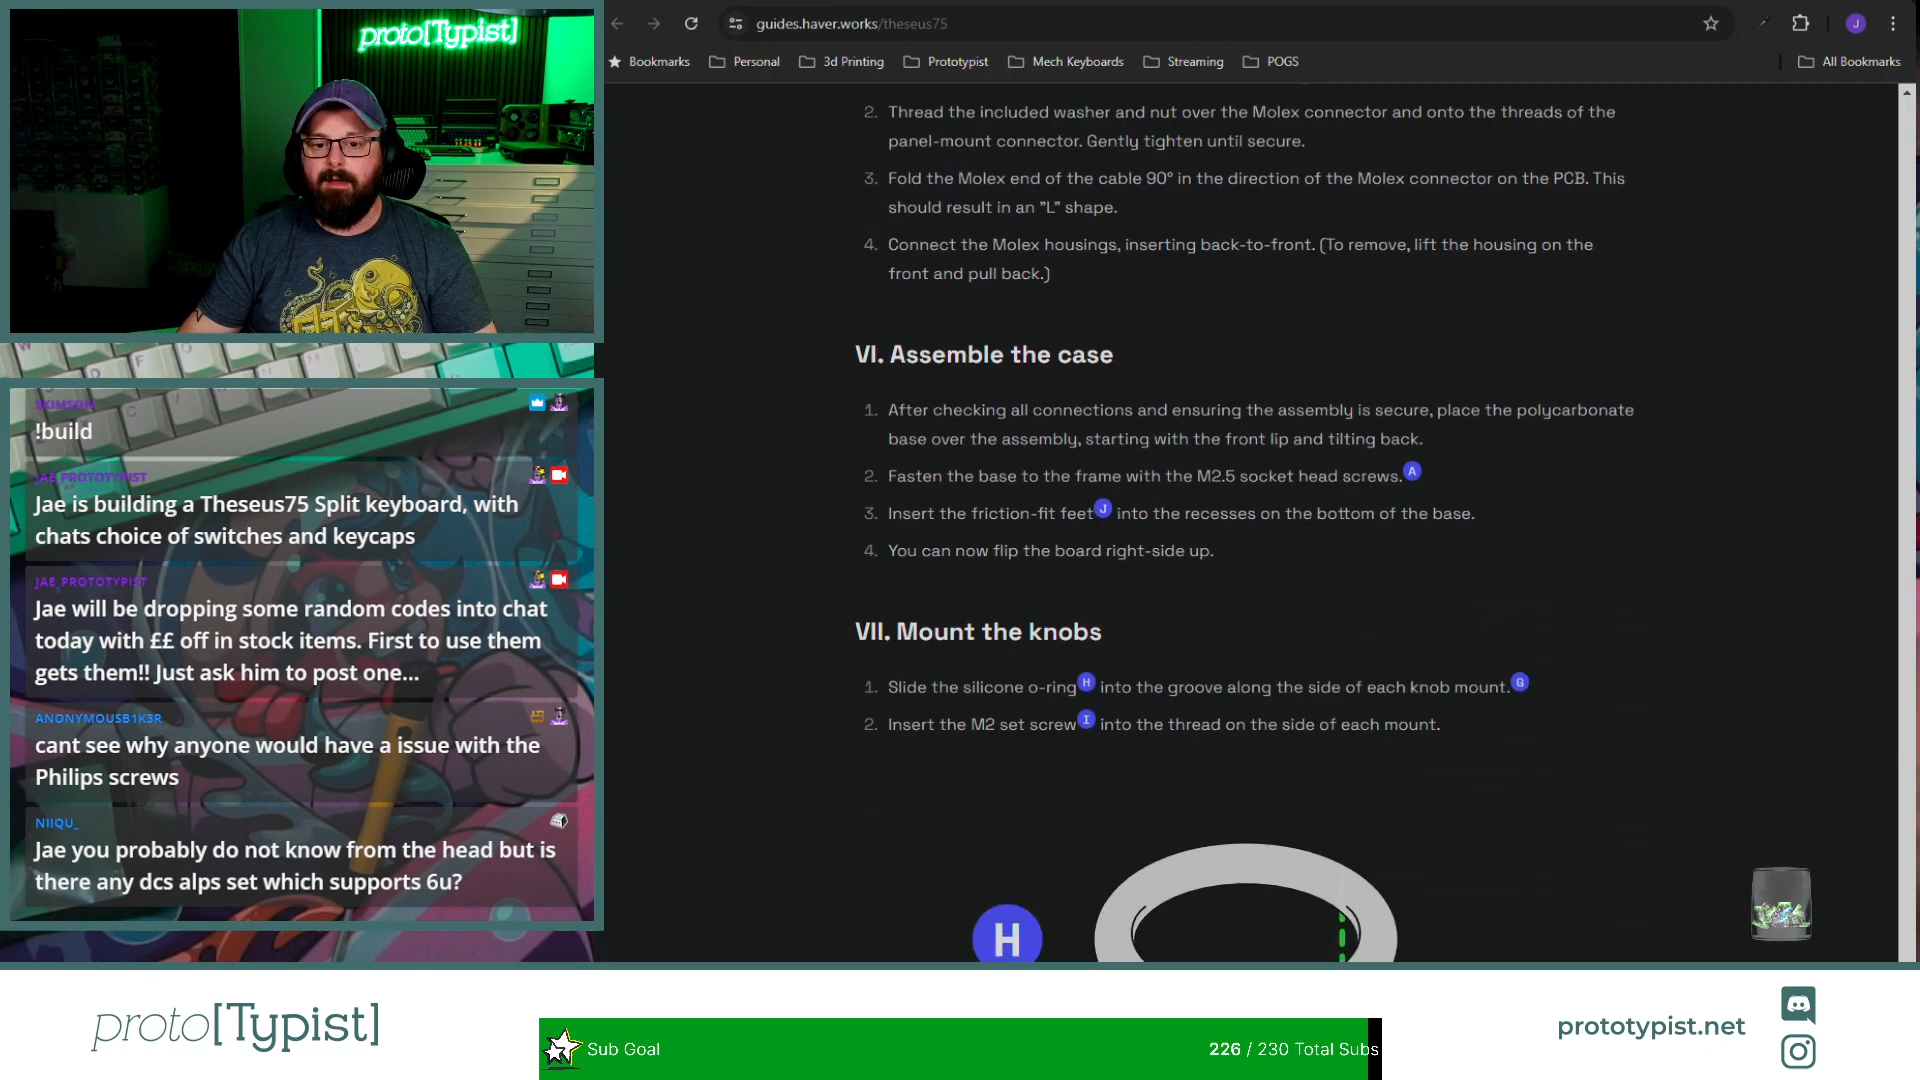 proto[Typist]
guides.haver.works/theseus75
J
Bookmarks
Personal
3d Printing
Prototypist
Mech Keyboards
Streaming
POGS
All Bookmarks
2. Thread the included washer and nut over the Molex connector and onto the threads of the
panel-mount connector. Gently tighten until secure.
3. Fold the Molex end of the cable 90° in the direction of the Molex connector on the PCB. This
should result in an "L" shape.
4. Connect the Molex housings, inserting back-to-front. (To remove, lift the housing on the
front and pull back.)
VI. Assemble the case
1. After checking all connections and ensuring the assembly is secure, place the polycarbonate
base over the assembly, starting with the front lip and tilting back.
2. Fasten the base to the frame with the M2.5 socket head screws. A
3. Insert the friction-fit feet J into the recesses on the bottom of the base.
4. You can now flip the board right-side up.
VII. Mount the knobs
1. Slide the silicone o-ring H into the groove along the side of each knob mount. G
2. Insert the M2 set screw I into the thread on the side of each mount.
H
SKIMSON
!build
JAE_PROTOTYPIST
Jae is building a Theseus75 Split keyboard, with
chats choice of switches and keycaps
JAE_PROTOTYPIST
Jae will be dropping some random codes into chat
today with ££ off in stock items. First to use them
gets them!! Just ask him to post one...
ANONYMOUSB1K3R
cant see why anyone would have a issue with the
Philips screws
NIIQU_
Jae you probably do not know from the head but is
there any dcs alps set which supports 6u?
proto[Typist]
Sub Goal
226 / 230 Total Subs
prototypist.net